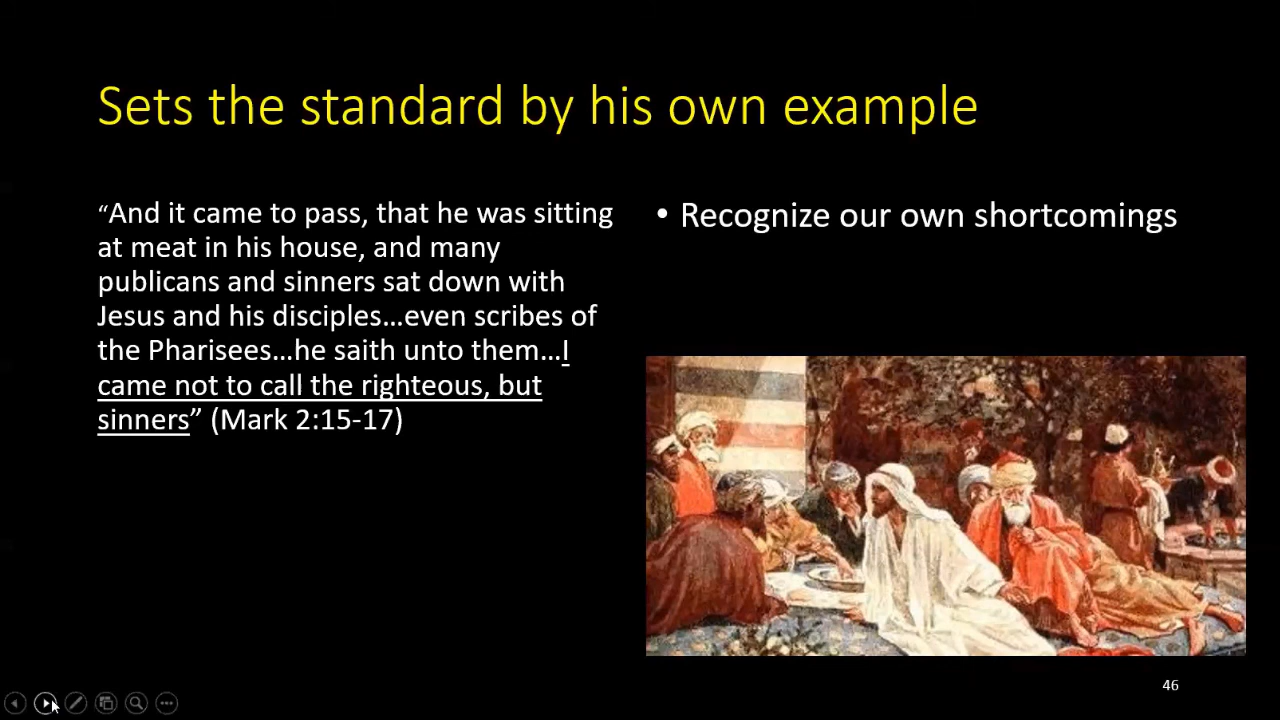 Sets the standard by his own example
“And it came to pass, that he was sitting
at meat in his house, and many
publicans and sinners sat down with
Jesus and his disciples…even scribes of
the Pharisees…he saith unto them…I
came not to call the righteous, but
sinners” (Mark 2:15-17)
• Recognize our own shortcomings
46